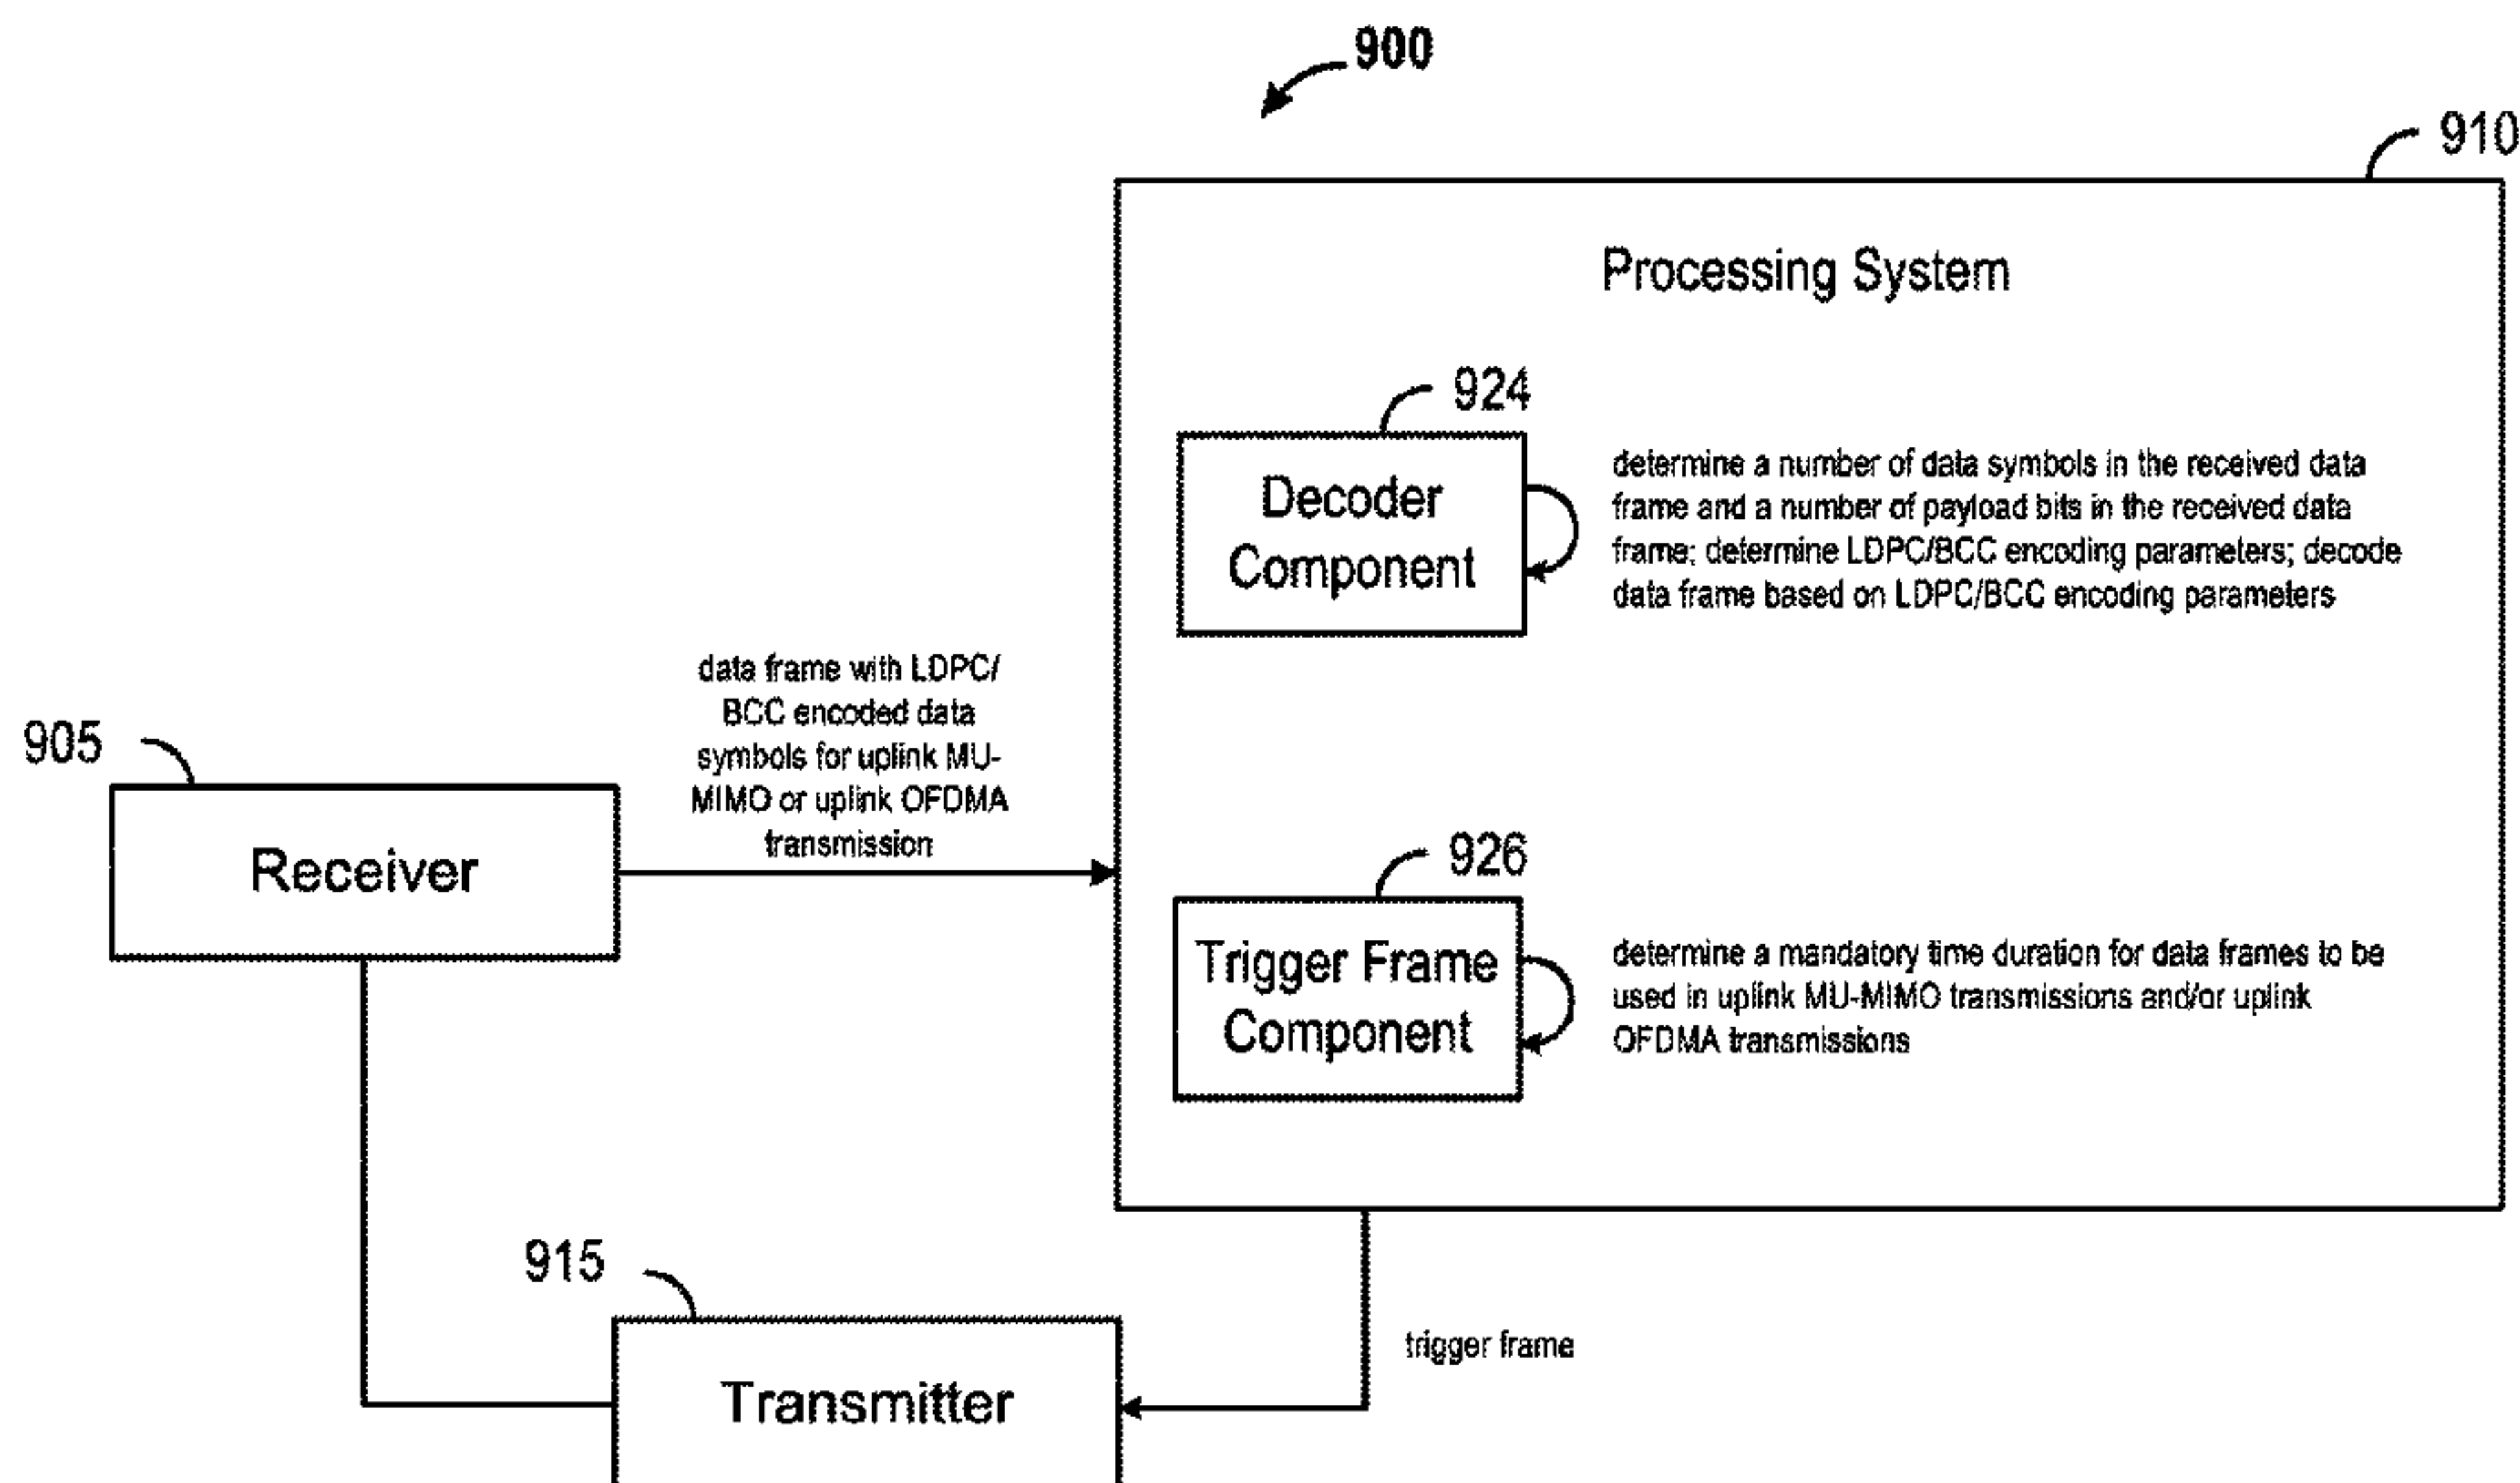 900
910
Processing System
924
Decoder
Component
determine a number of data symbols in the received data
frame and a number of payload bits in the received data
frame; determine LDPC/BCC encoding parameters; decode
data frame based on LDPC/BCC encoding parameters
data frame with LDPC/
BCC encoded data
symbols for uplink MU-
MIMO or uplink OFDMA
transmission
905
Receiver
926
Trigger Frame
Component
determine a mandatory time duration for data frames to be
used in uplink MU-MIMO transmissions and/or uplink
OFDMA transmissions
915
Transmitter
trigger frame